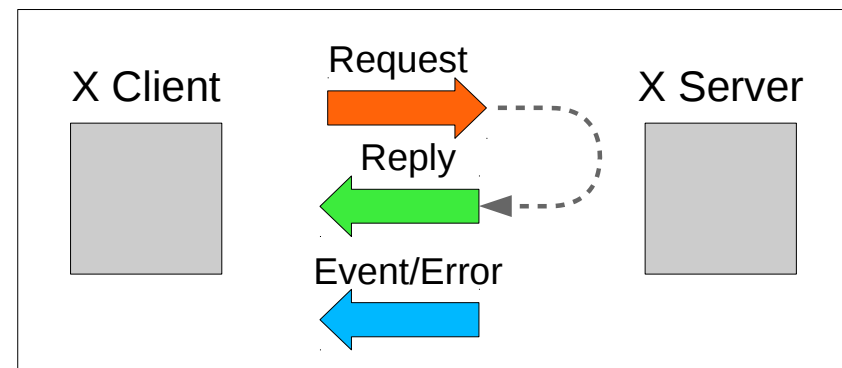 Request
X Client
X Server
Reply
Event/Error